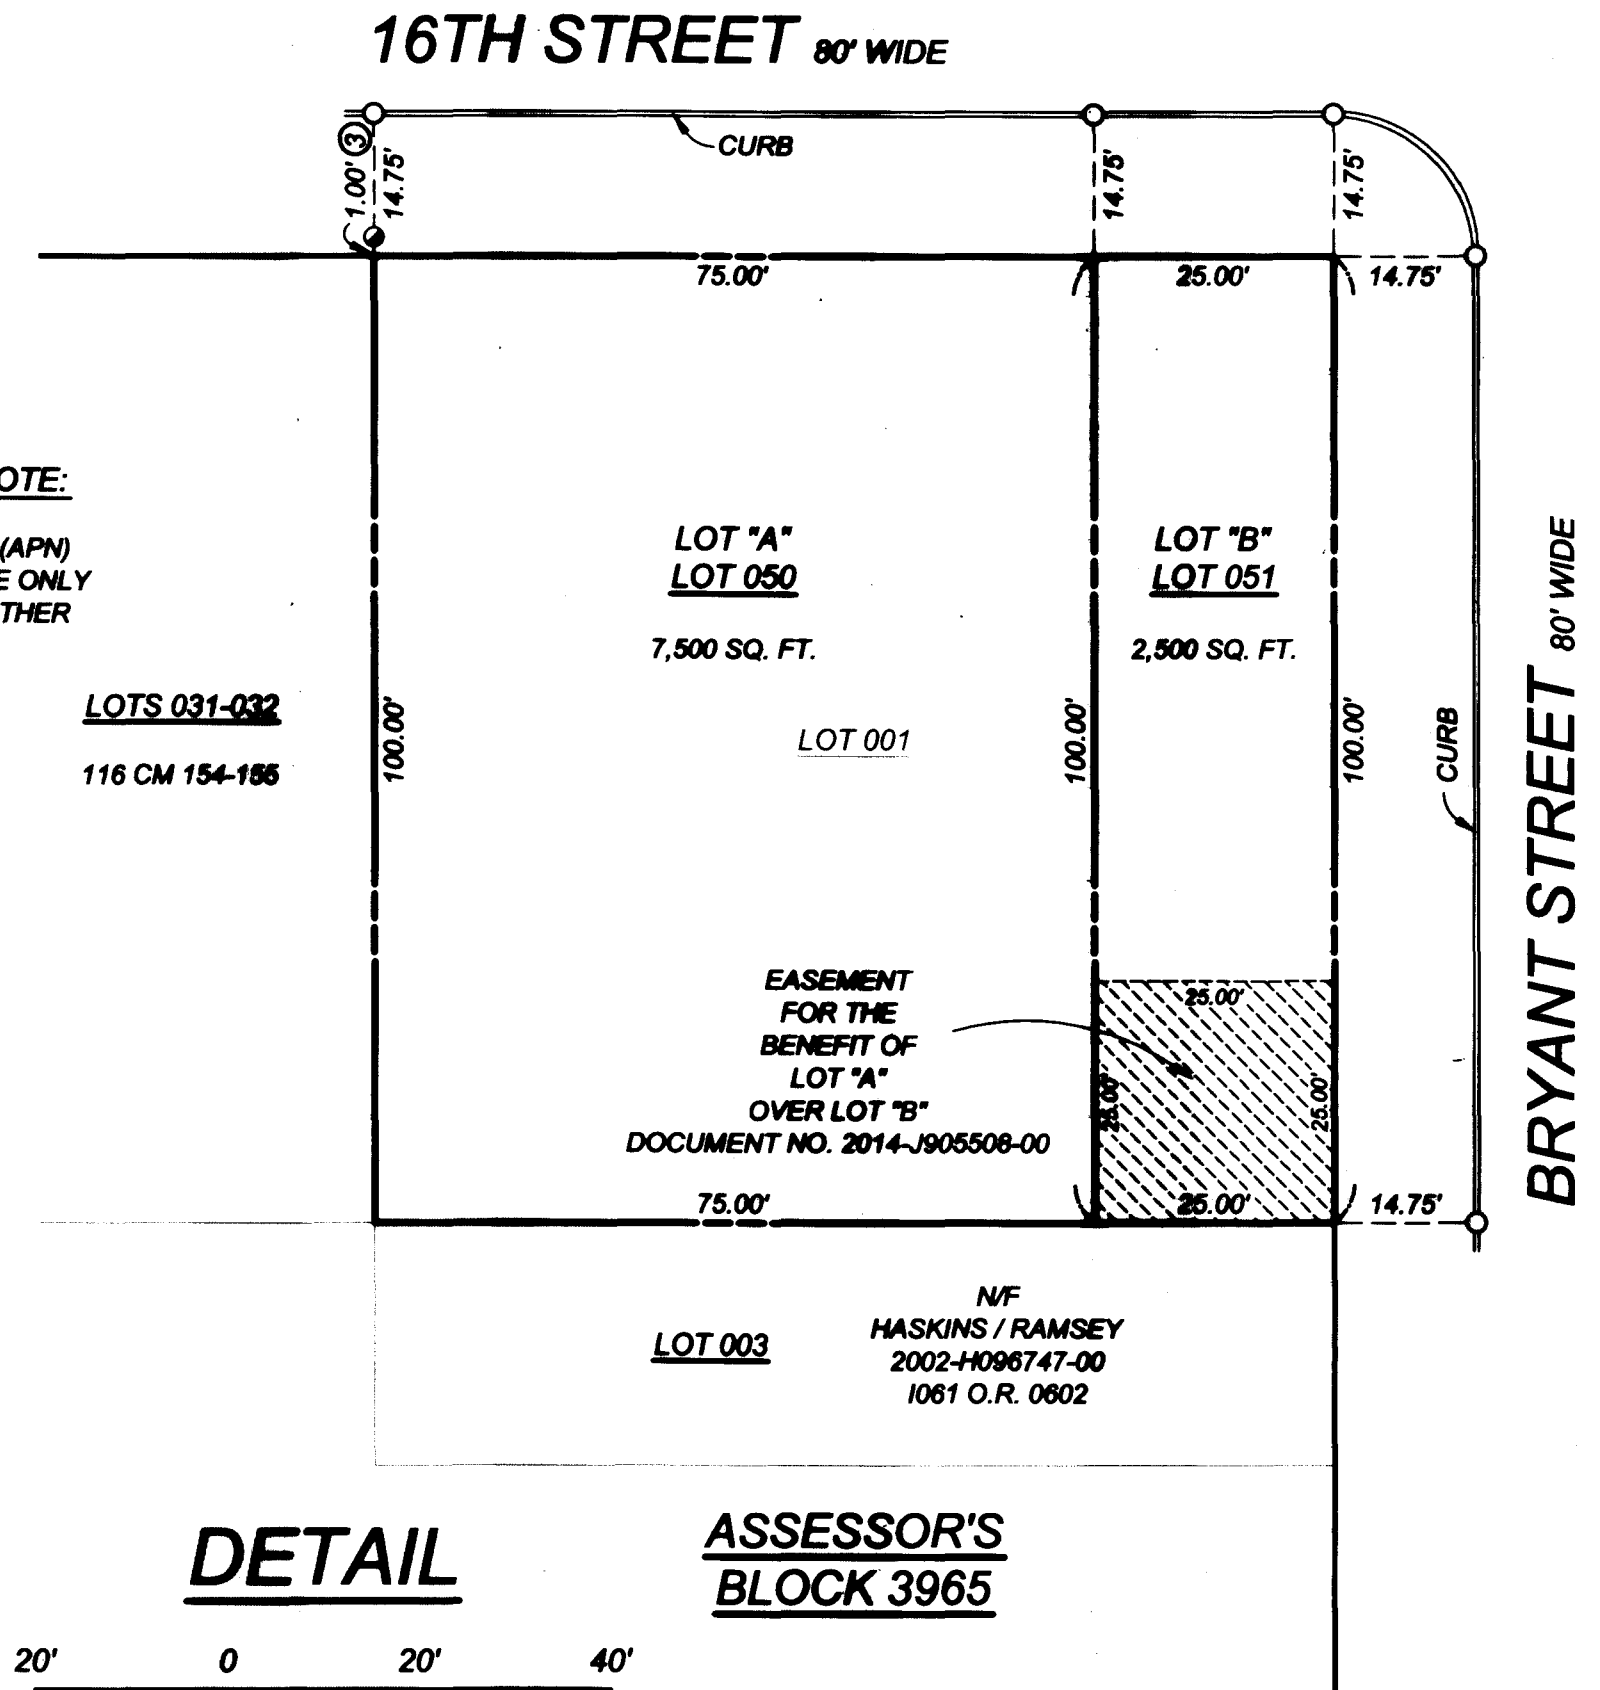 16TH STREET 80' WIDE
CURB
3
1.00'
14.75'
14.75'
14.75'
75.00'
25.00'
14.75'
OTE:
(APN)
E ONLY
THER
LOT "A"
LOT 050
7,500 SQ. FT.
LOT "B"
LOT 051
2,500 SQ. FT.
LOTS 031-032
116 CM 154-155
100.00'
LOT 001
100.00'
100.00'
CURB
BRYANT STREET 80' WIDE
EASEMENT
FOR THE
BENEFIT OF
LOT "A"
OVER LOT "B"
DOCUMENT NO. 2014-J905508-00
25.00'
25.00'
25.00'
75.00'
25.00'
14.75'
LOT 003
N/F
HASKINS / RAMSEY
2002-H096747-00
I061 O.R. 0602
DETAIL
ASSESSOR'S
BLOCK 3965
20' 0 20' 40'